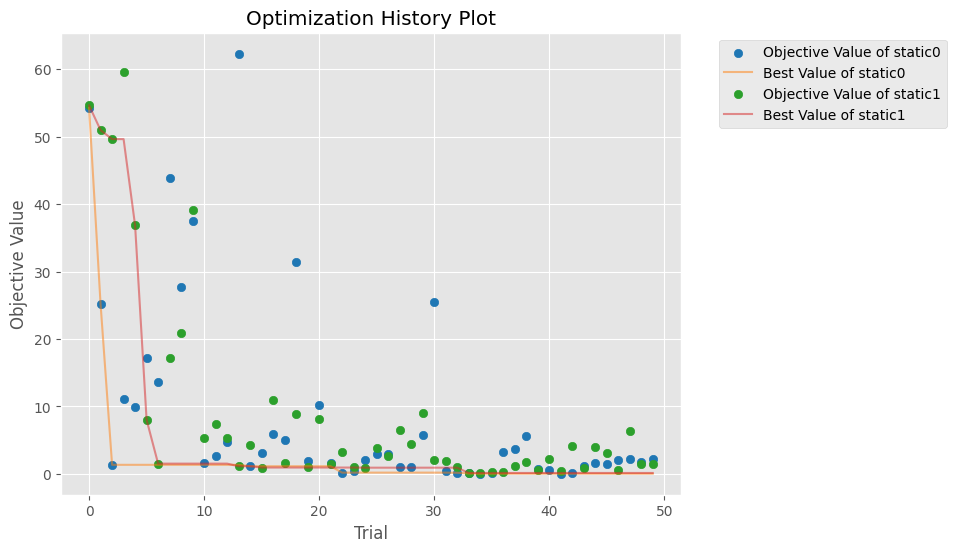 Optimization History Plot
Objective Value of static0
Best Value of static0
Objective Value of static1
Best Value of static1
Objective Value
60
50
40
30
20
10
0
0 10 20 30 40 50
Trial